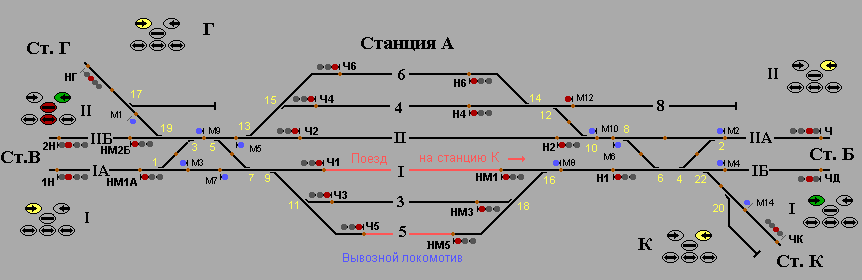 Г
Ст. Г
Станция А
НГ
17
Ч6
6
Н6
II
М1
II
15
Ч4
4
Н4
14
М12
8
12
19
13
2Н
IIБ
НМ2Б
М9
Ч2
II
Н2
М10
8
М2
IIА
Ч
3
5
М5
10
М6
2
Ст.В
Ст. Б
1
М3
Ч1
Поезд
на станцию К
М8
6
4
М4
1Н
IА
НМ1А
М7
7
9
I
НМ1
16
Н1
22
IБ
ЧД
I
11
Ч3
3
НМ3
18
20
М14
I
Ч5
5
НМ5
К
ЧК
Вывозной локомотив
Ст. К